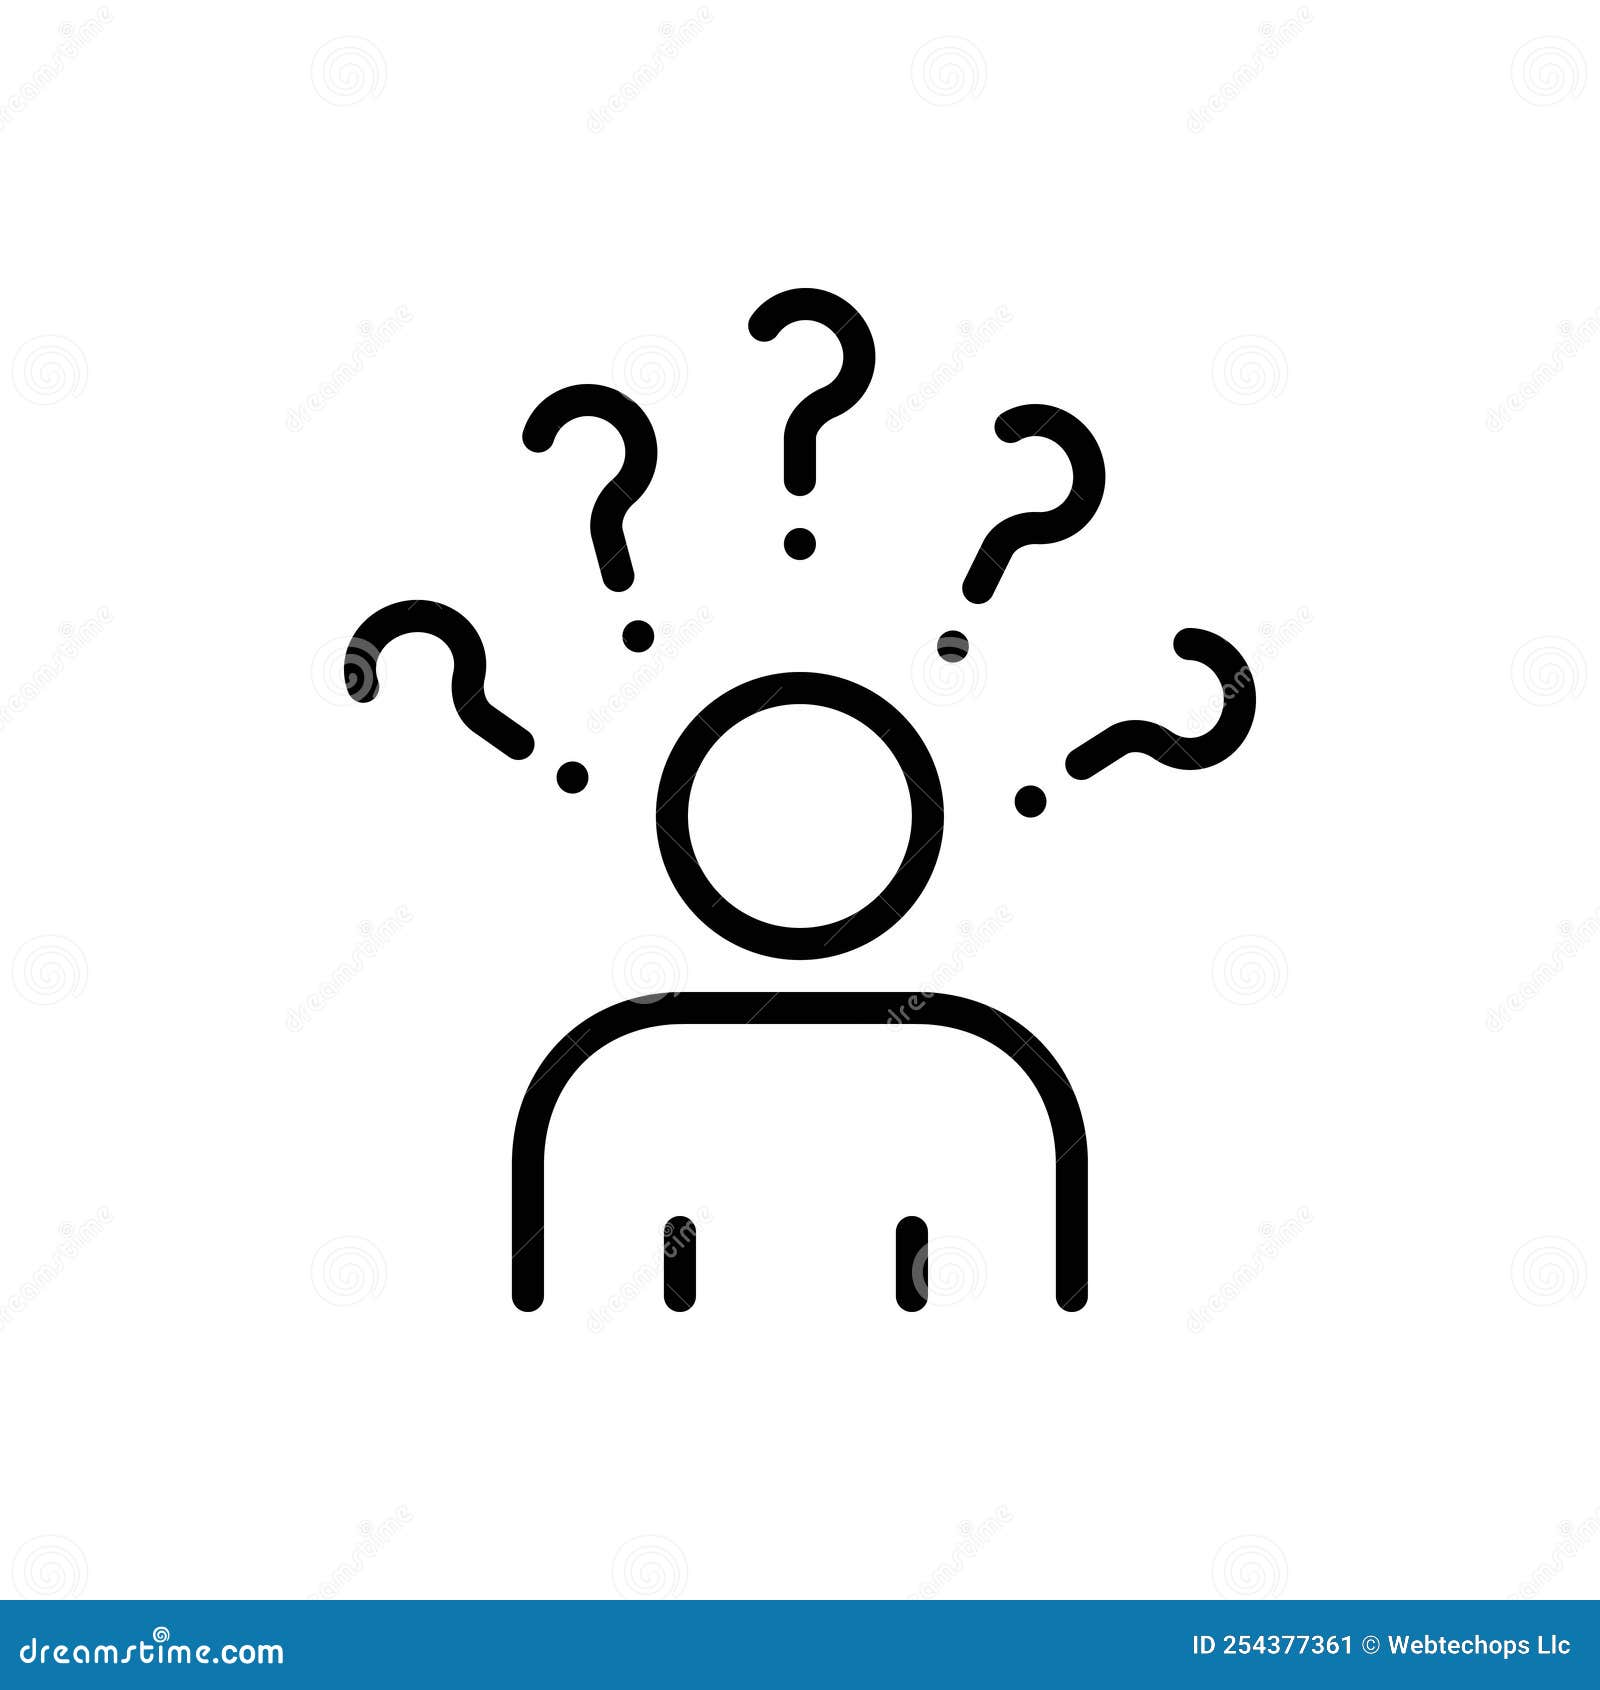 ? ? ? ? ?
dreamstime.com
ID 254377361 © Webtechops Llc